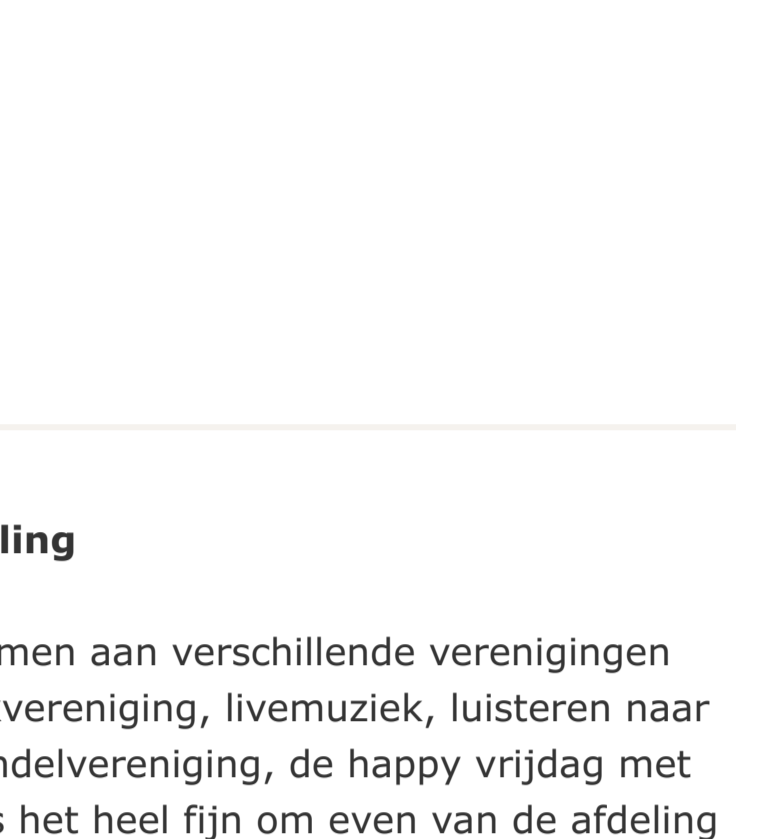 ling
men aan verschillende verenigingen
vereniging, livemuziek, luisteren naar
delvereniging, de happy vrijdag met
het heel fijn om even van de afdeling